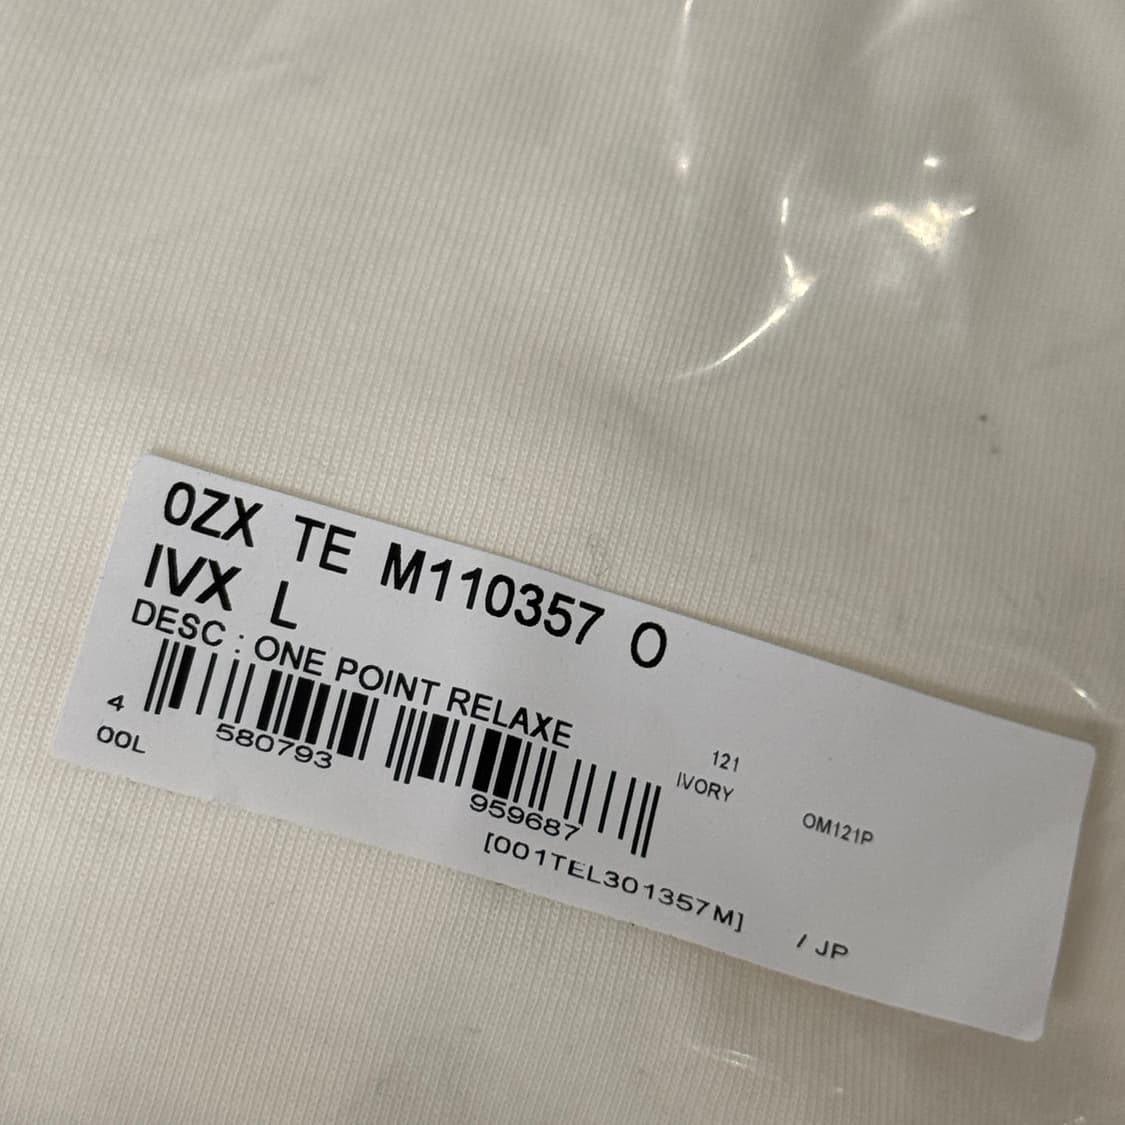 0ZX TE M110357 O
IVX L
DESC : ONE POINT RELAXE
4 580793 959687
00L
121
IVORY
OM121P
[001TEL301357M]
/ JP